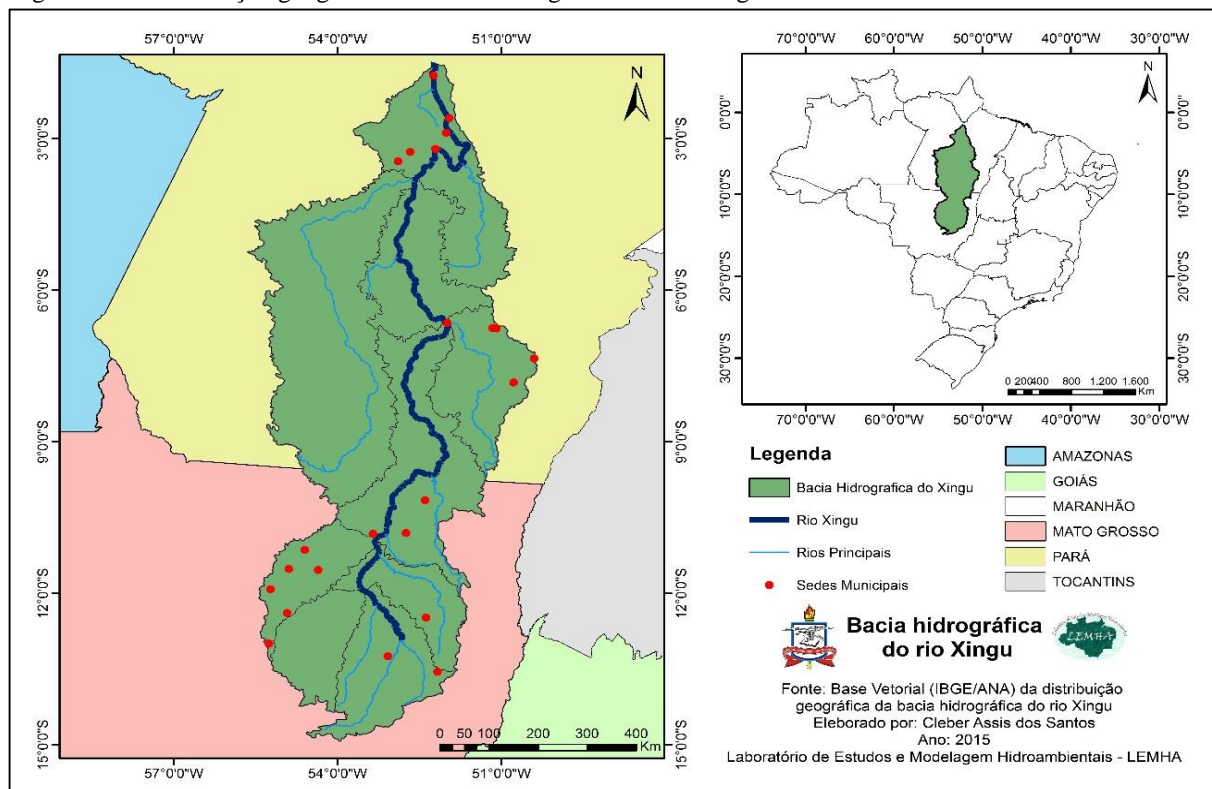 57°0'0"W 54°0'0"W 51°0'0"W
N
3°0'0"S 3°0'0"S
6°0'0"S 6°0'0"S
9°0'0"S 9°0'0"S
12°0'0"S 12°0'0"S
15°0'0"S 15°0'0"S
0 50 100 200 300 400
Km
57°0'0"W 54°0'0"W 51°0'0"W
70°0'0"W 60°0'0"W 50°0'0"W 40°0'0"W 30°0'0"W
N
0°0'0" 0°0'0"
10°0'0"S 10°0'0"S
20°0'0"S 20°0'0"S
30°0'0"S 30°0'0"S
0 200400 800 1.200 1.600
Km
70°0'0"W 60°0'0"W 50°0'0"W 40°0'0"W 30°0'0"W
Legenda
Bacia Hidrografica do Xingu
Rio Xingu
Rios Principais
Sedes Municipais
AMAZONAS
GOIÁS
MARANHÃO
MATO GROSSO
PARÁ
TOCANTINS
Bacia hidrográfica
do rio Xingu
LEMHA
Fonte: Base Vetorial (IBGE/ANA) da distribução
geográfica da bacia hidrográfica do rio Xingu
Eleborado por: Cleber Assis dos Santos
Ano: 2015
Laboratório de Estudos e Modelagem Hidroambientais - LEMHA